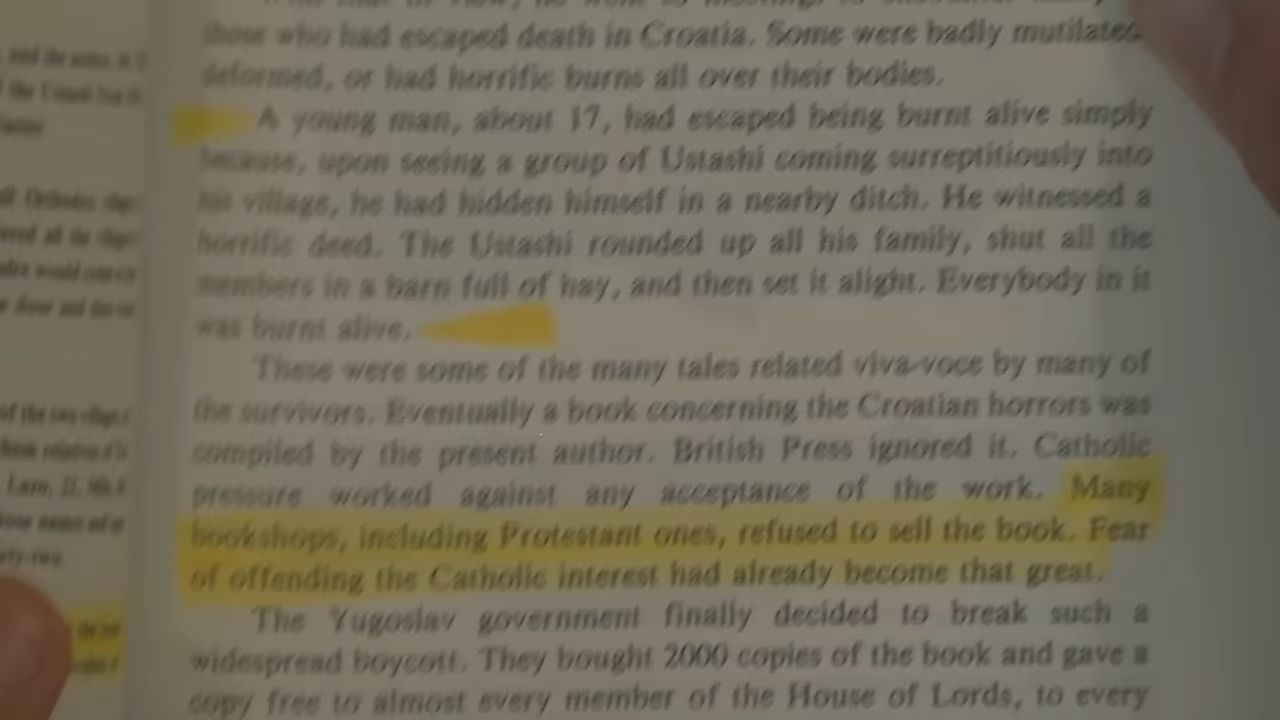 those who had escaped death in Croatia. Some were badly mutilated
deformed, or had horrific burns all over their bodies.
A young man, about 17, had escaped being burnt alive simply
because, upon seeing a group of Ustashi coming surreptitiously into
his village, he had hidden himself in a nearby ditch. He witnessed a
horrific deed. The Ustashi rounded up all his family, shut all the
members in a barn full of hay, and then set it alight. Everybody in it
was burnt alive.
These were some of the many tales related viva-voce by many of
the survivors. Eventually a book concerning the Croatian horrors was
compiled by the present author. British Press ignored it. Catholic
pressure worked against any acceptance of the work. Many
bookshops, including Protestant ones, refused to sell the book. Fear
of offending the Catholic interest had already become that great.
The Yugoslav government finally decided to break such a
widespread boycott. They bought 2000 copies of the book and gave a
copy free to almost every member of the House of Lords, to every